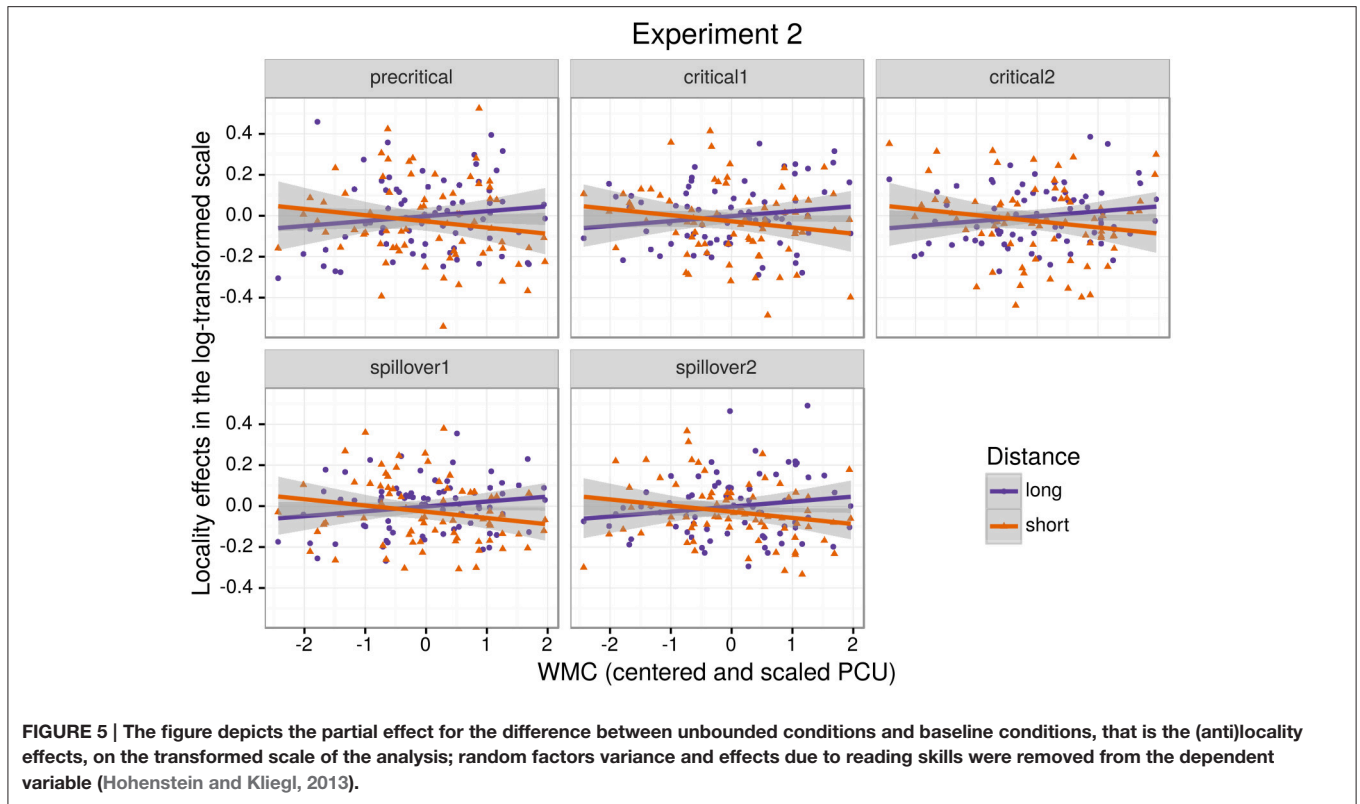 Experiment 2
precritical
critical1
critical2
Locality effects in the log-transformed scale
0.4
0.2
0.0
-0.2
-0.4
spillover1
spillover2
0.4
0.2
0.0
-0.2
-0.4
-2 -1 0 1 2
-2 -1 0 1 2
WMC (centered and scaled PCU)
Distance
long
short
FIGURE 5 | The figure depicts the partial effect for the difference between unbounded conditions and baseline conditions, that is the (anti)locality
effects, on the transformed scale of the analysis; random factors variance and effects due to reading skills were removed from the dependent
variable (Hohenstein and Kliegl, 2013).